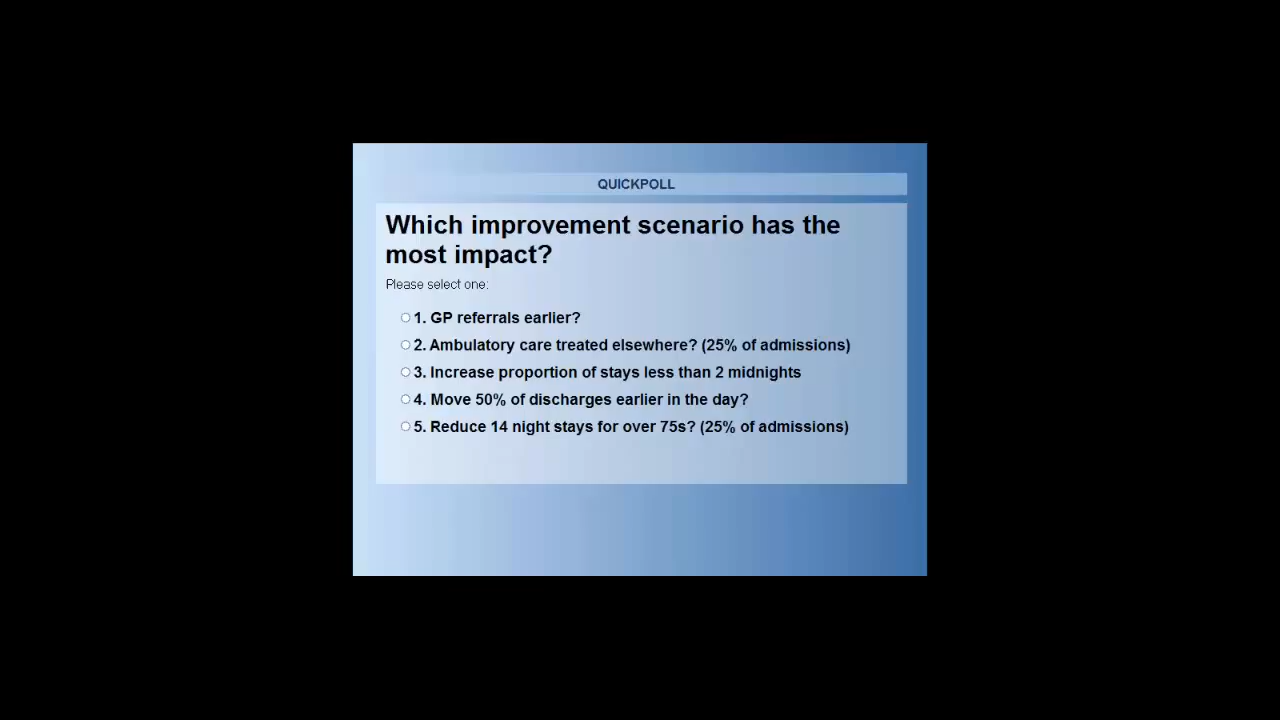 QUICKPOLL
Which improvement scenario has the
most impact?
Please select one:
1. GP referrals earlier?
2. Ambulatory care treated elsewhere? (25% of admissions)
3. Increase proportion of stays less than 2 midnights
4. Move 50% of discharges earlier in the day?
5. Reduce 14 night stays for over 75s? (25% of admissions)